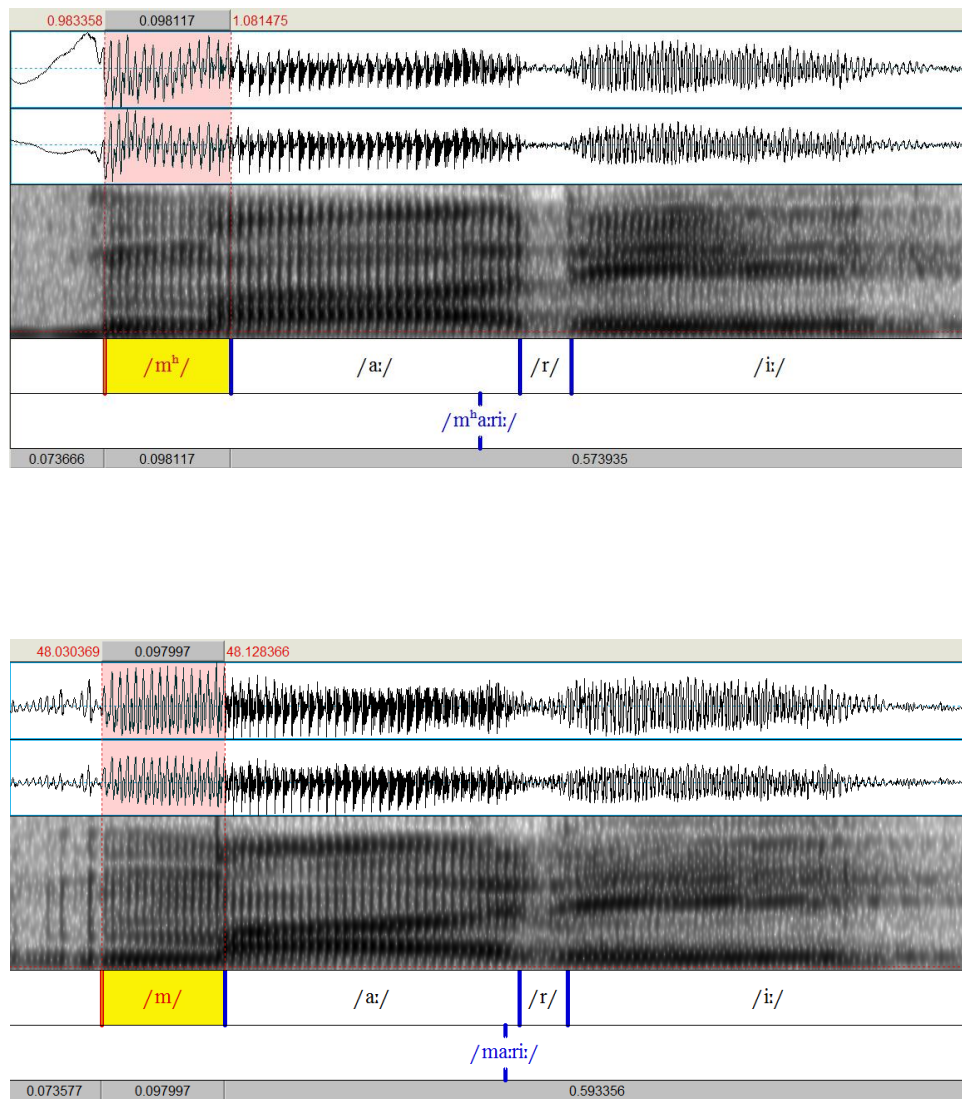 0.983358 0.098117 1.081475
/mʰ/ /aː/ /r/ /iː/
/mʰaːriː/
0.073666 0.098117 0.573935
48.030369 0.097997 48.128366
/m/ /aː/ /r/ /iː/
/maːriː/
0.073577 0.097997 0.593356